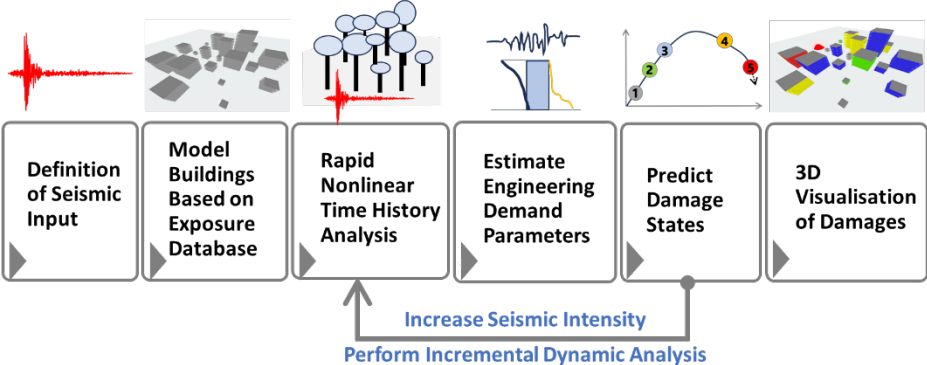 1
2
3
4
5
Definition
of Seismic
Input
Model
Buildings
Based on
Exposure
Database
Rapid
Nonlinear
Time History
Analysis
Estimate
Engineering
Demand
Parameters
Predict
Damage
States
3D
Visualisation
of Damages
Increase Seismic Intensity
Perform Incremental Dynamic Analysis